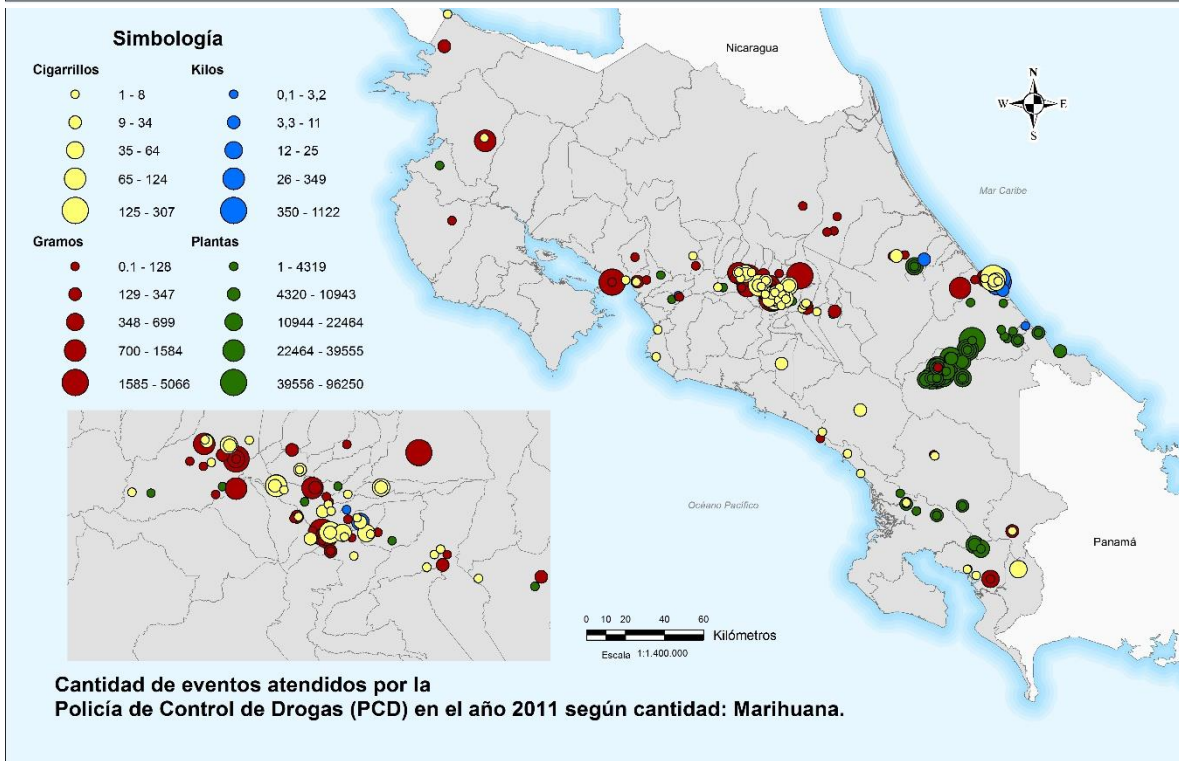 Simbología
Cigarrillos
1 - 8
9 - 34
35 - 64
65 - 124
125 - 307
Kilos
0,1 - 3,2
3,3 - 11
12 - 25
26 - 349
350 - 1122
Gramos
0.1 - 128
129 - 347
348 - 699
700 - 1584
1585 - 5066
Plantas
1 - 4319
4320 - 10943
10944 - 22464
22464 - 39555
39556 - 96250
Nicaragua
N
W
E
S
Mar Caribe
Océano Pacífico
Panamá
0 10 20 40 60
Kilómetros
Escala 1:1.400.000
Cantidad de eventos atendidos por la
Policía de Control de Drogas (PCD) en el año 2011 según cantidad: Marihuana.